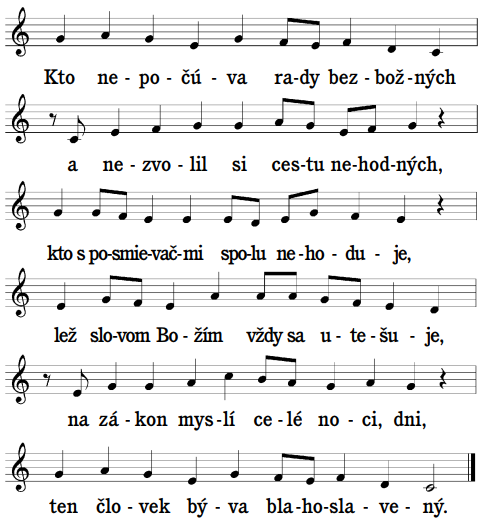 Kto ne - po - čú - va ra-dy bez - bož - ných
a ne - zvo - lil si ces-tu ne-hod-ných,
kto s po-smie-vač-mi spo-lu ne-ho - du - je,
lež slo-vom Bo - žím vždy sa u - te - šu - je,
na zá - kon mys - lí ce - lé no - ci, dni,
ten člo - vek bý - va bla-ho-sla - ve - ný.